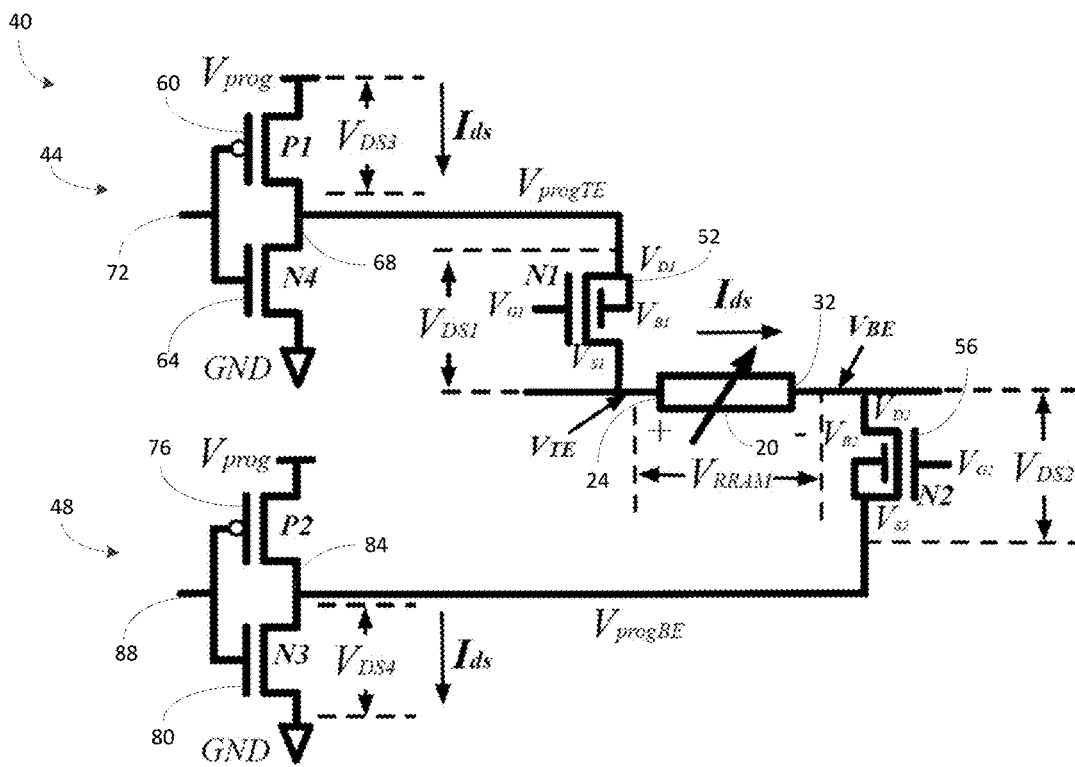 40
60
Vprog
P1
VDS3
Ids
44
VprogTE
72
68
N4
64
GND
52
N1
VD1
VG1
VB1
VS1
VDS1
Ids
32
VBE
56
VTE
+
-
20
24
VRRAM
VD2
VB2
VG2
N2
VS2
VDS2
76
Vprog
P2
48
84
88
VprogBE
N3
VDS4
Ids
80
GND